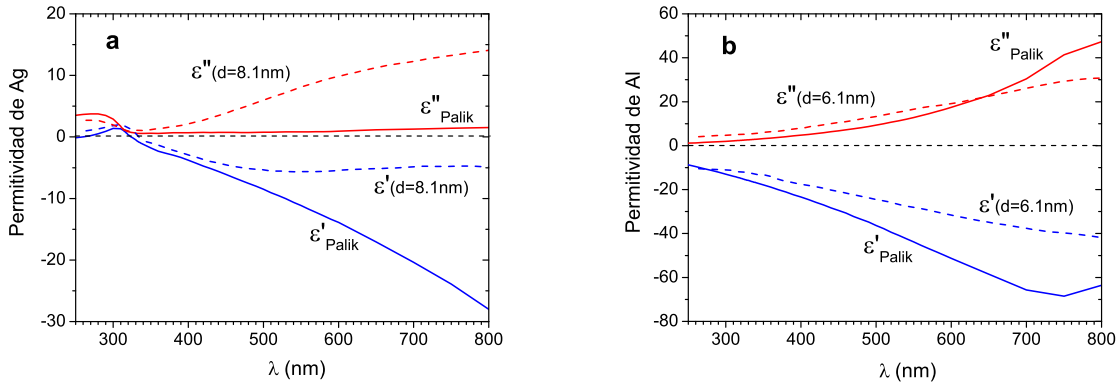 a
Permitividad de Ag
20
10
0
-10
-20
-30
ε"(d=8.1nm)
ε"Palik
ε'(d=8.1nm)
ε'Palik
300 400 500 600 700 800
λ (nm)
b
Permitividad de Al
60
40
20
0
-20
-40
-60
-80
ε"Palik
ε"(d=6.1nm)
ε'(d=6.1nm)
ε'Palik
300 400 500 600 700 800
λ (nm)